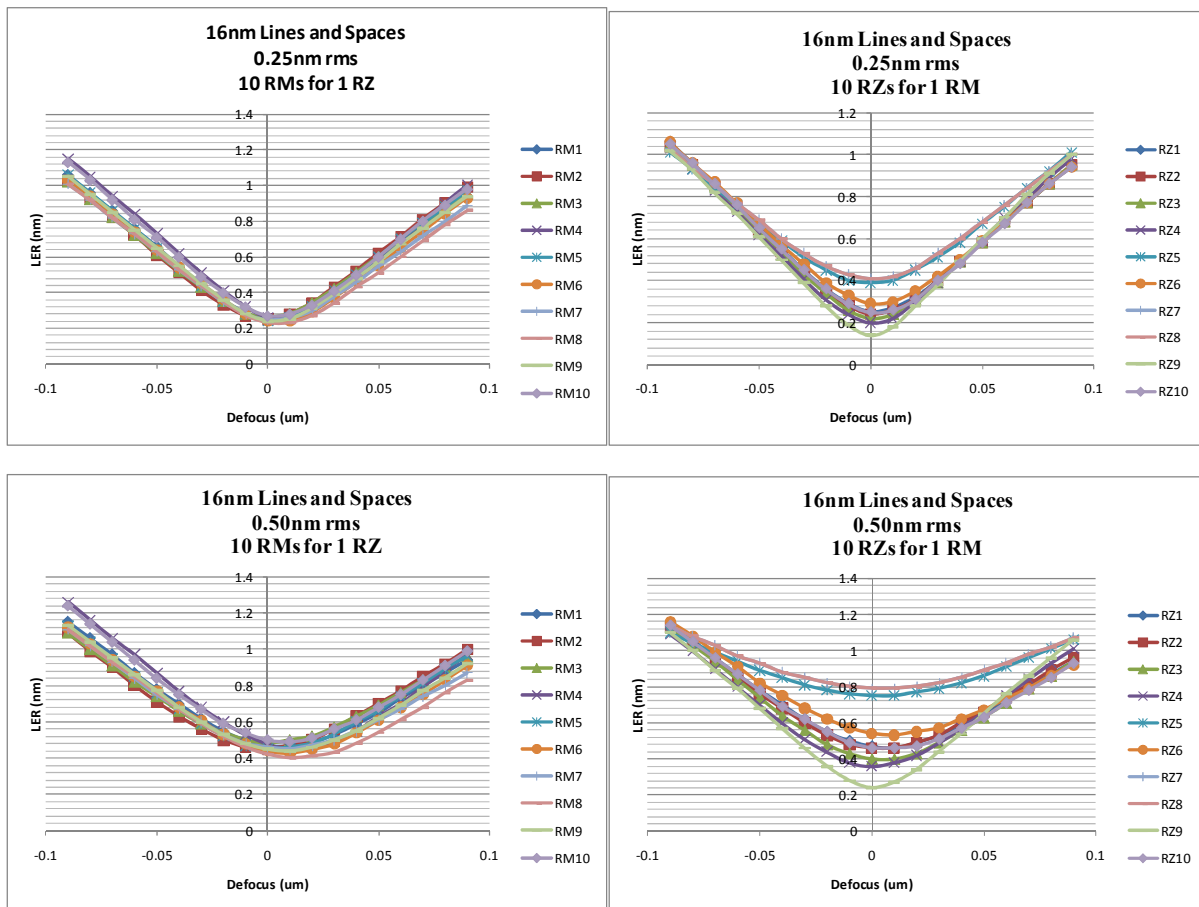 16nm Lines and Spaces
0.25nm rms
10 RMs for 1 RZ
1.4
1.2
1
0.8
0.6
0.4
0.2
0
-0.1
-0.05
0
0.05
0.1
LER (nm)
Defocus (um)
RM1
RM2
RM3
RM4
RM5
RM6
RM7
RM8
RM9
RM10
16nm Lines and Spaces
0.25nm rms
10 RZs for 1 RM
1.2
1
0.8
0.6
0.4
0.2
0
-0.1
-0.05
0
0.05
0.1
LER (nm)
Defocus (um)
RZ1
RZ2
RZ3
RZ4
RZ5
RZ6
RZ7
RZ8
RZ9
RZ10
16nm Lines and Spaces
0.50nm rms
10 RMs for 1 RZ
1.4
1.2
1
0.8
0.6
0.4
0.2
0
-0.1
-0.05
0
0.05
0.1
LER (nm)
Defocus (um)
RM1
RM2
RM3
RM4
RM5
RM6
RM7
RM8
RM9
RM10
16nm Lines and Spaces
0.50nm rms
10 RZs for 1 RM
1.4
1.2
1
0.8
0.6
0.4
0.2
0
-0.1
-0.05
0
0.05
0.1
LER (nm)
Defocus (um)
RZ1
RZ2
RZ3
RZ4
RZ5
RZ6
RZ7
RZ8
RZ9
RZ10